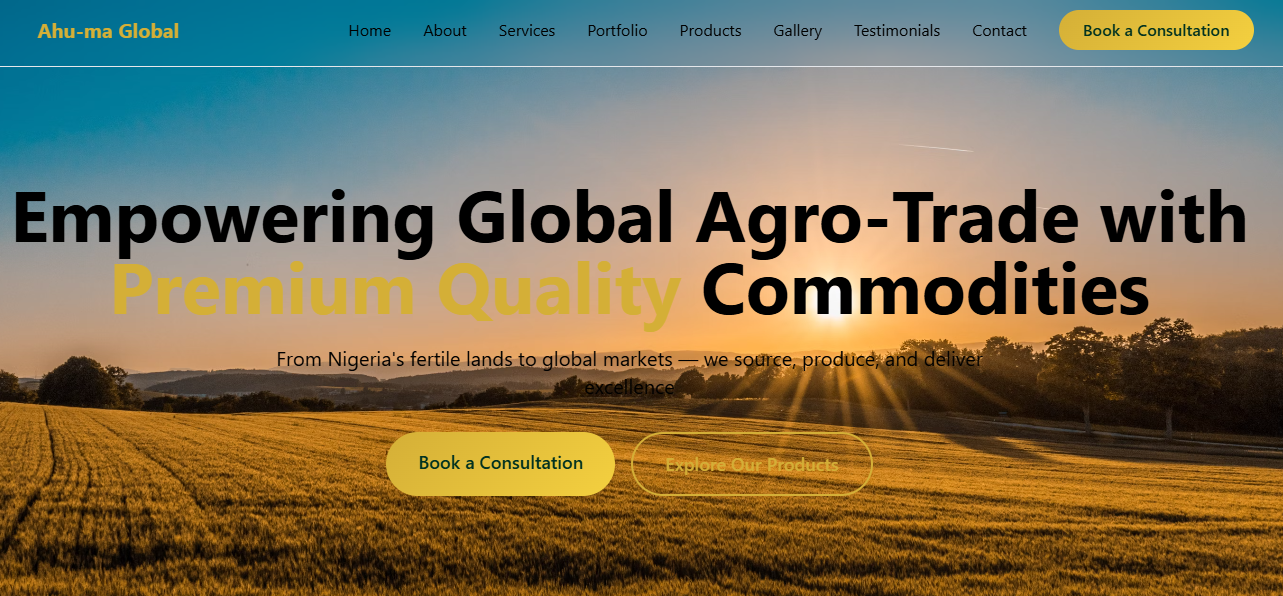 Ahu-ma Global
Home About Services Portfolio Products Gallery Testimonials Contact Book a Consultation
Empowering Global Agro-Trade with
Premium Quality Commodities
From Nigeria's fertile lands to global markets — we source, produce, and deliver
excellence
Book a Consultation Explore Our Products